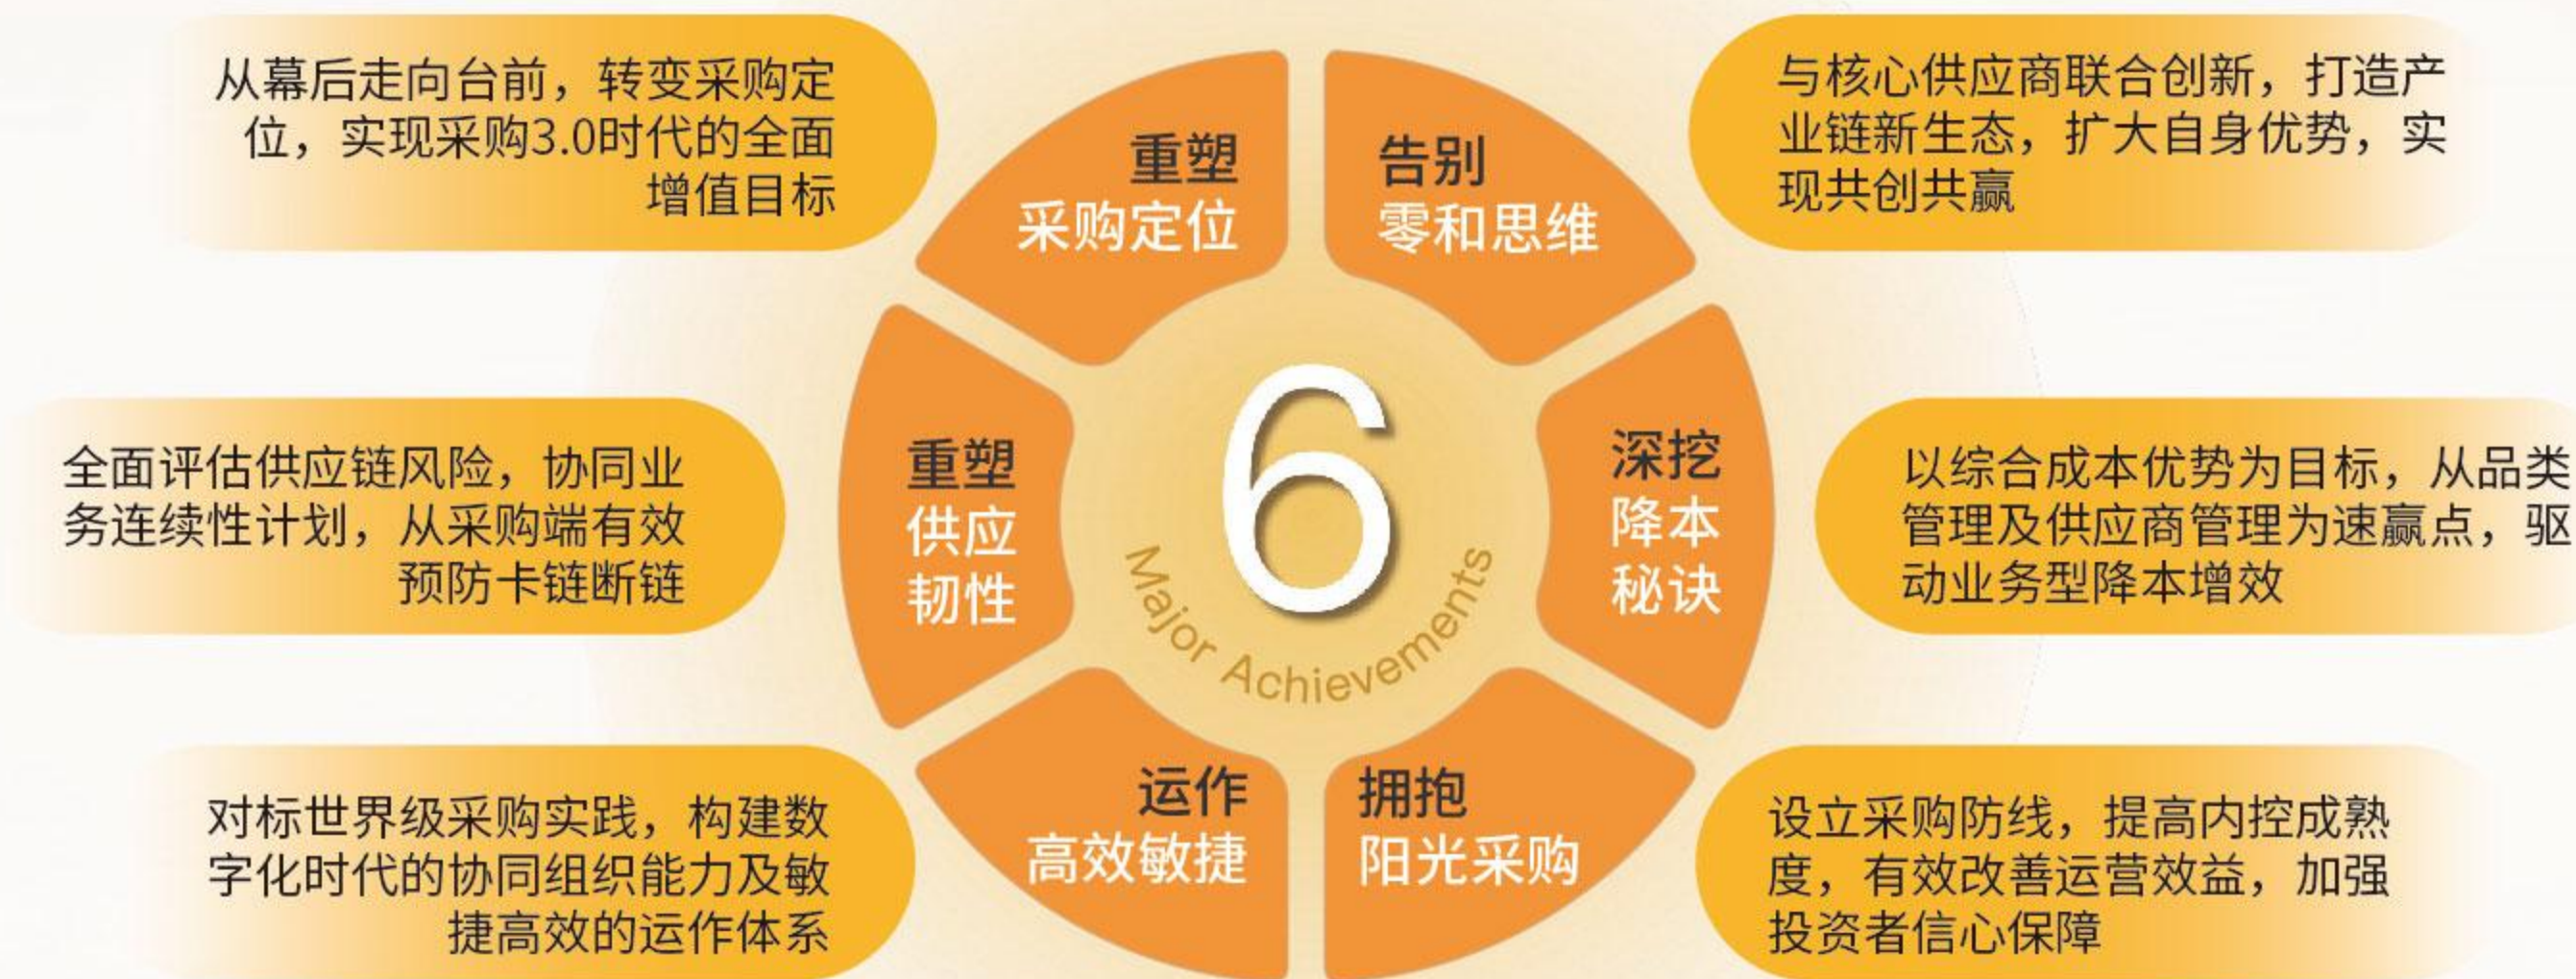 从幕后走向台前，转变采购定
位，实现采购3.0时代的全面
增值目标
重塑
采购定位
告别
零和思维
与核心供应商联合创新，打造产
业链新生态，扩大自身优势，实
现共创共赢
全面评估供应链风险，协同业
务连续性计划，从采购端有效
预防卡链断链
重塑
供应
韧性
6
Major Achievements
深挖
降本
秘诀
以综合成本优势为目标，从品类
管理及供应商管理为速赢点，驱
动业务型降本增效
对标世界级采购实践，构建数
字化时代的协同组织能力及敏
捷高效的运作体系
运作
高效敏捷
拥抱
阳光采购
设立采购防线，提高内控成熟
度，有效改善运营效益，加强
投资者信心保障